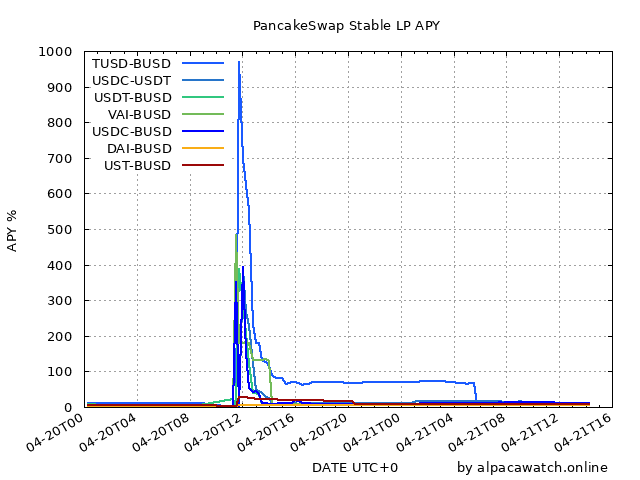 PancakeSwap Stable LP APY
1000
900
800
700
600
500
400
300
200
100
0
APY %
TUSD-BUSD
USDC-USDT
USDT-BUSD
VAI-BUSD
USDC-BUSD
DAI-BUSD
UST-BUSD
04-20T00
04-20T04
04-20T08
04-20T12
04-20T16
04-20T20
04-21T00
04-21T04
04-21T08
04-21T12
04-21T16
DATE UTC+0
by alpacawatch.online